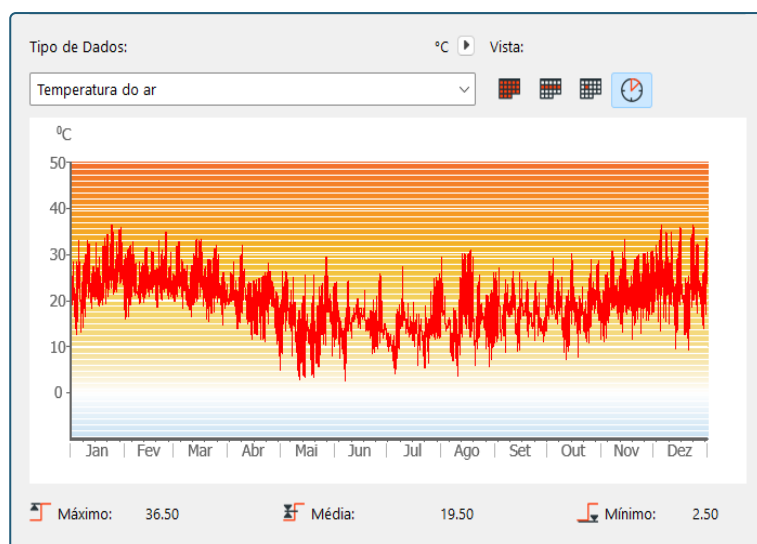 Tipo de Dados:
°C
Vista:
Temperatura do ar
⁰C
50
40
30
20
10
0
Jan Fev Mar Abr Mai Jun Jul Ago Set Out Nov Dez
Máximo: 36.50 Média: 19.50 Mínimo: 2.50